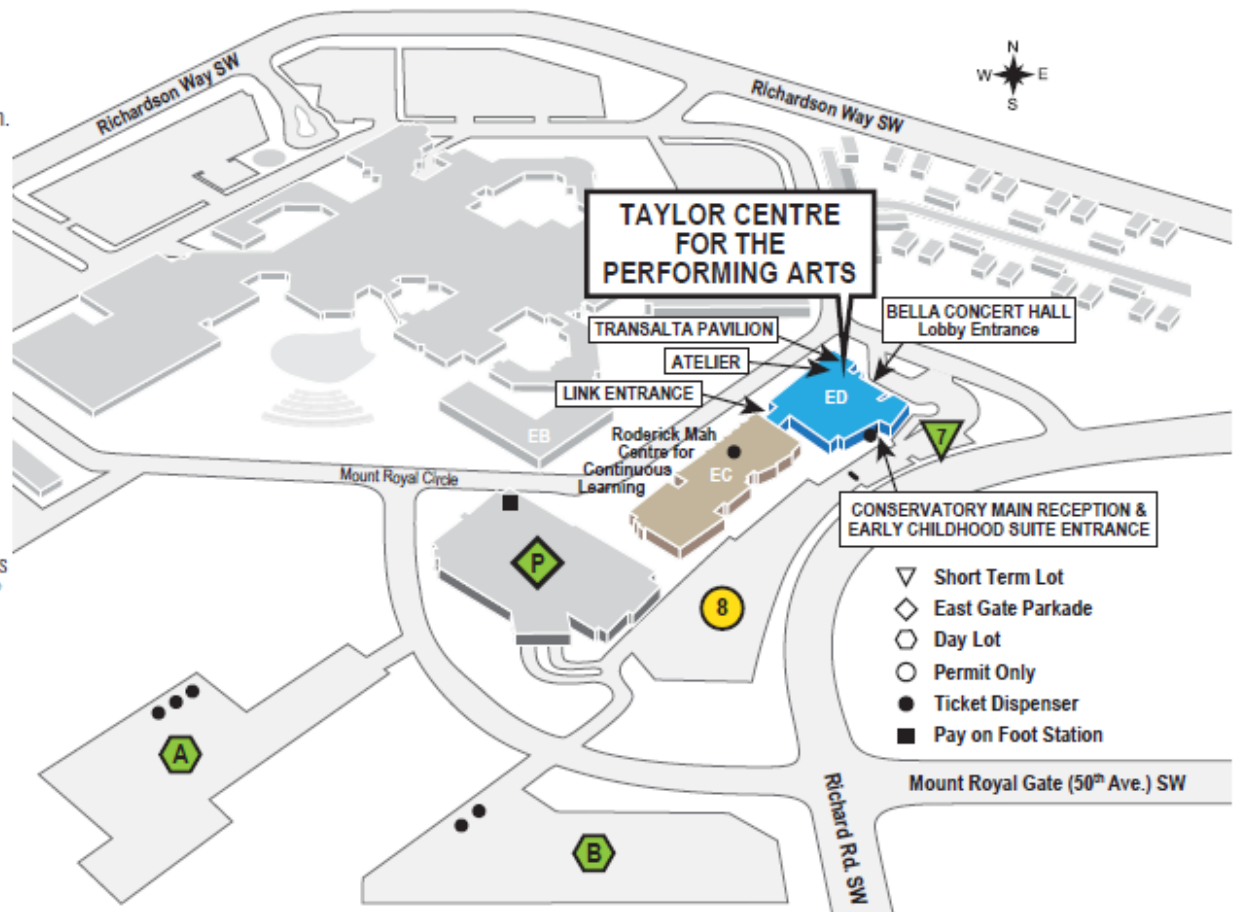 Richardson Way SW
n.
N
W E
S
Richardson Way SW
TAYLOR CENTRE
FOR THE
PERFORMING ARTS
BELLA CONCERT HALL
Lobby Entrance
TRANSALTA PAVILION
ATELIER
LINK ENTRANCE
ED
EB
7
Roderick Mah
Centre for
Continuous
Learning
EC
Mount Royal Circle
CONSERVATORY MAIN RECEPTION &
EARLY CHILDHOOD SUITE ENTRANCE
s
P
8
Short Term Lot
East Gate Parkade
Day Lot
Permit Only
Ticket Dispenser
Pay on Foot Station
A
B
Mount Royal Gate (50th Ave.) SW
Richard Rd. SW